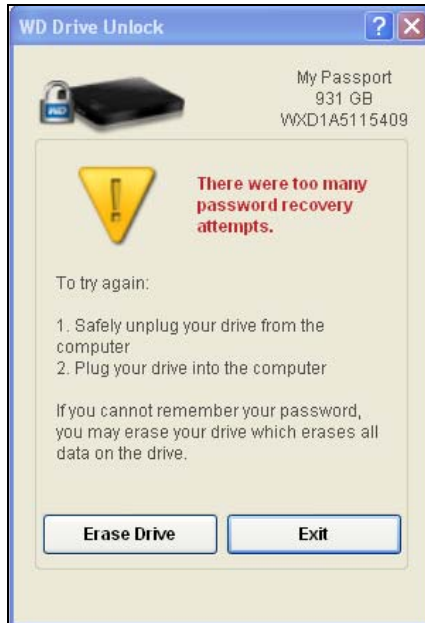 WD Drive Unlock
My Passport
931 GB
WXD1A5115409
WD
There were too many
password recovery
attempts.
To try again:
1. Safely unplug your drive from the
computer
2. Plug your drive into the computer
If you cannot remember your password,
you may erase your drive which erases all
data on the drive.
Erase Drive
Exit